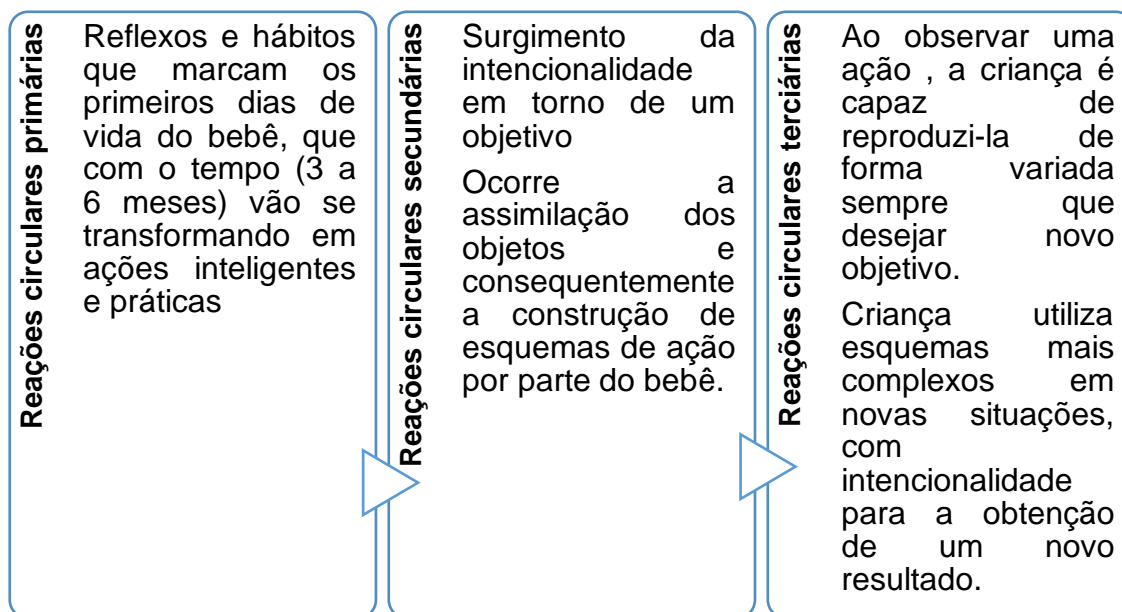 Reações circulares primárias
Reflexos e hábitos
que marcam os
primeiros dias de
vida do bebê, que
com o tempo (3 a
6 meses) vão se
transformando em
ações inteligentes
e práticas
Reações circulares secundárias
Surgimento da
intencionalidade
em torno de um
objetivo
Ocorre a
assimilação dos
objetos e
consequentemente
a construção de
esquemas de ação
por parte do bebê.
Reações circulares terciárias
Ao observar uma
ação , a criança é
capaz de
reproduzi-la de
forma variada
sempre que
desejar novo
objetivo.
Criança utiliza
esquemas mais
complexos em
novas situações,
com
intencionalidade
para a obtenção
de um novo
resultado.